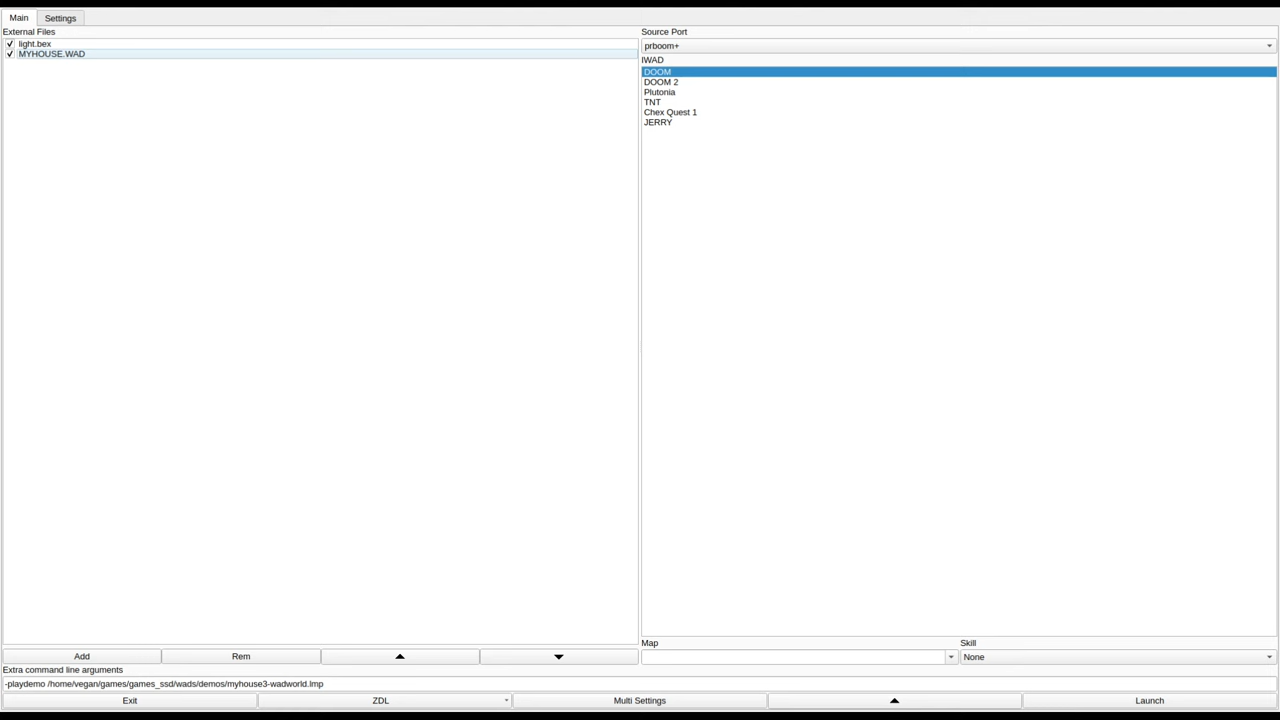 Main Settings
External Files
light.bex
MYHOUSE.WAD
Source Port
prboom+
IWAD
DOOM
DOOM 2
Plutonia
TNT
Chex Quest 1
JERRY
Map
Skill
None
Add Rem
Extra command line arguments
-playdemo /home/vegan/games/games_ssd/wads/demos/myhouse3-wadworld.lmp
Exit ZDL Multi Settings Launch